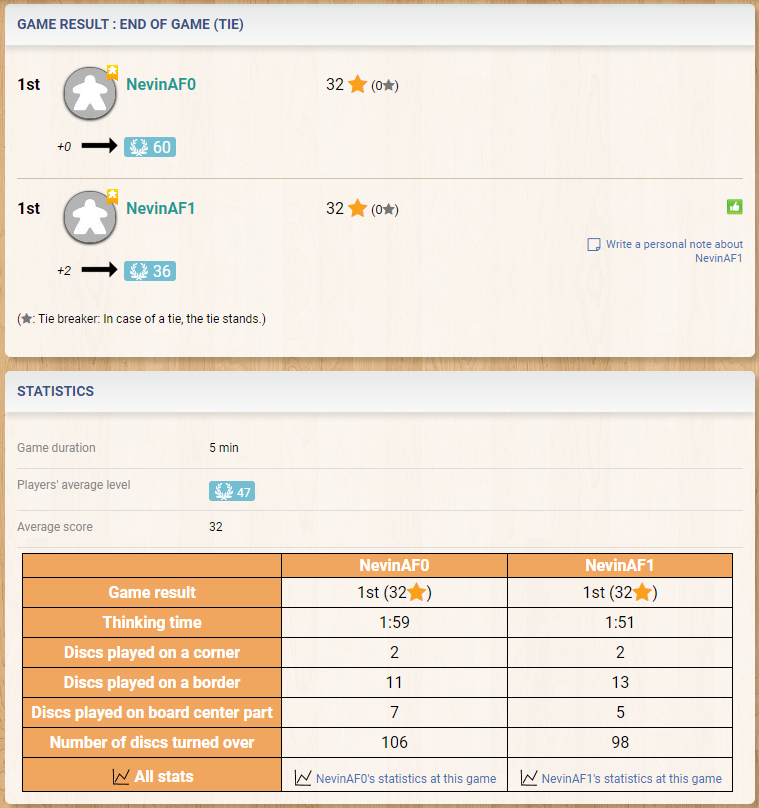 GAME RESULT : END OF GAME (TIE)
1st NevinAF0 32 (0★)
+0 60
1st NevinAF1 32 (0★)
Write a personal note about
NevinAF1
+2 36
(★: Tie breaker: In case of a tie, the tie stands.)
STATISTICS
Game duration 5 min
Players' average level 47
Average score 32
NevinAF0 NevinAF1
Game result 1st (32★) 1st (32★)
Thinking time 1:59 1:51
Discs played on a corner 2 2
Discs played on a border 11 13
Discs played on board center part 7 5
Number of discs turned over 106 98
All stats NevinAF0's statistics at this game NevinAF1's statistics at this game